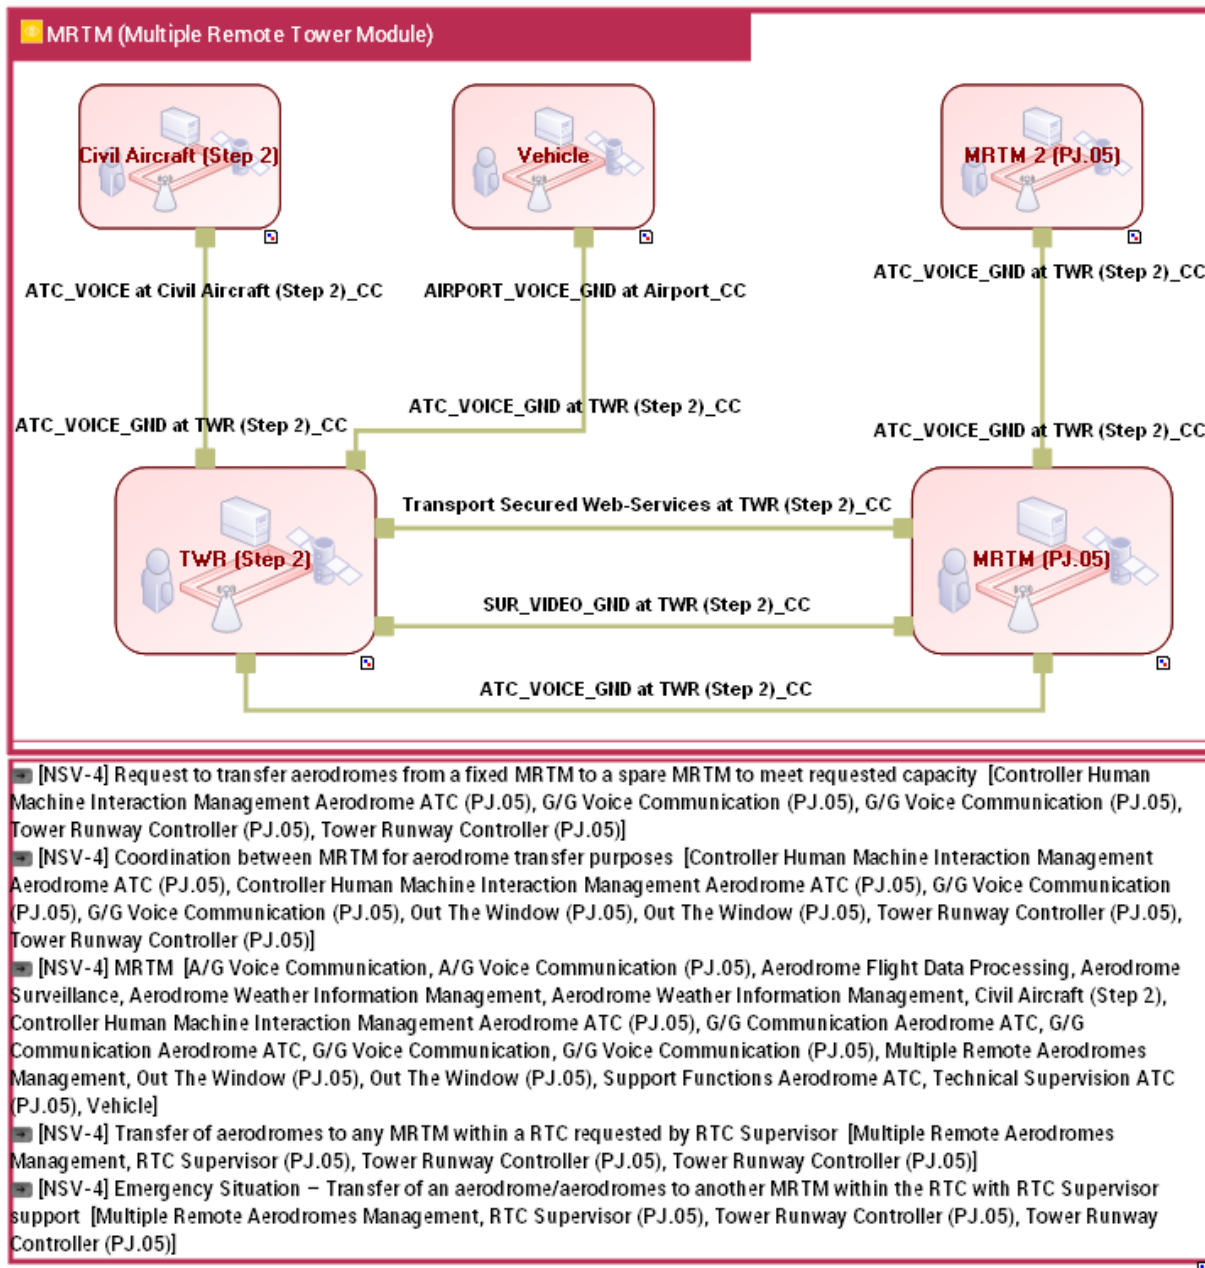 MRTM (Multiple Remote Tower Module)
Civil Aircraft (Step 2)
Vehicle
MRTM 2 (PJ.05)
ATC_VOICE_GND at TWR (Step 2)_CC
ATC_VOICE at Civil Aircraft (Step 2)_CC
AIRPORT_VOICE_GND at Airport_CC
ATC_VOICE_GND at TWR (Step 2)_CC
ATC_VOICE_GND at TWR (Step 2)_CC
ATC_VOICE_GND at TWR (Step 2)_CC
Transport Secured Web-Services at TWR (Step 2)_CC
TWR (Step 2)
MRTM (PJ.05)
SUR_VIDEO_GND at TWR (Step 2)_CC
ATC_VOICE_GND at TWR (Step 2)_CC
[NSV-4] Request to transfer aerodromes from a fixed MRTM to a spare MRTM to meet requested capacity [Controller Human
Machine Interaction Management Aerodrome ATC (PJ.05), G/G Voice Communication (PJ.05), G/G Voice Communication (PJ.05),
Tower Runway Controller (PJ.05), Tower Runway Controller (PJ.05)]
[NSV-4] Coordination between MRTM for aerodrome transfer purposes [Controller Human Machine Interaction Management
Aerodrome ATC (PJ.05), Controller Human Machine Interaction Management Aerodrome ATC (PJ.05), G/G Voice Communication
(PJ.05), G/G Voice Communication (PJ.05), Out The Window (PJ.05), Out The Window (PJ.05), Tower Runway Controller (PJ.05),
Tower Runway Controller (PJ.05)]
[NSV-4] MRTM [A/G Voice Communication, A/G Voice Communication (PJ.05), Aerodrome Flight Data Processing, Aerodrome
Surveillance, Aerodrome Weather Information Management, Aerodrome Weather Information Management, Civil Aircraft (Step 2),
Controller Human Machine Interaction Management Aerodrome ATC (PJ.05), G/G Communication Aerodrome ATC, G/G
Communication Aerodrome ATC, G/G Voice Communication, G/G Voice Communication (PJ.05), Multiple Remote Aerodromes
Management, Out The Window (PJ.05), Out The Window (PJ.05), Support Functions Aerodrome ATC, Technical Supervision ATC
(PJ.05), Vehicle]
[NSV-4] Transfer of aerodromes to any MRTM within a RTC requested by RTC Supervisor [Multiple Remote Aerodromes
Management, RTC Supervisor (PJ.05), Tower Runway Controller (PJ.05), Tower Runway Controller (PJ.05)]
[NSV-4] Emergency Situation – Transfer of an aerodrome/aerodromes to another MRTM within the RTC with RTC Supervisor
support [Multiple Remote Aerodromes Management, RTC Supervisor (PJ.05), Tower Runway Controller (PJ.05), Tower Runway
Controller (PJ.05)]